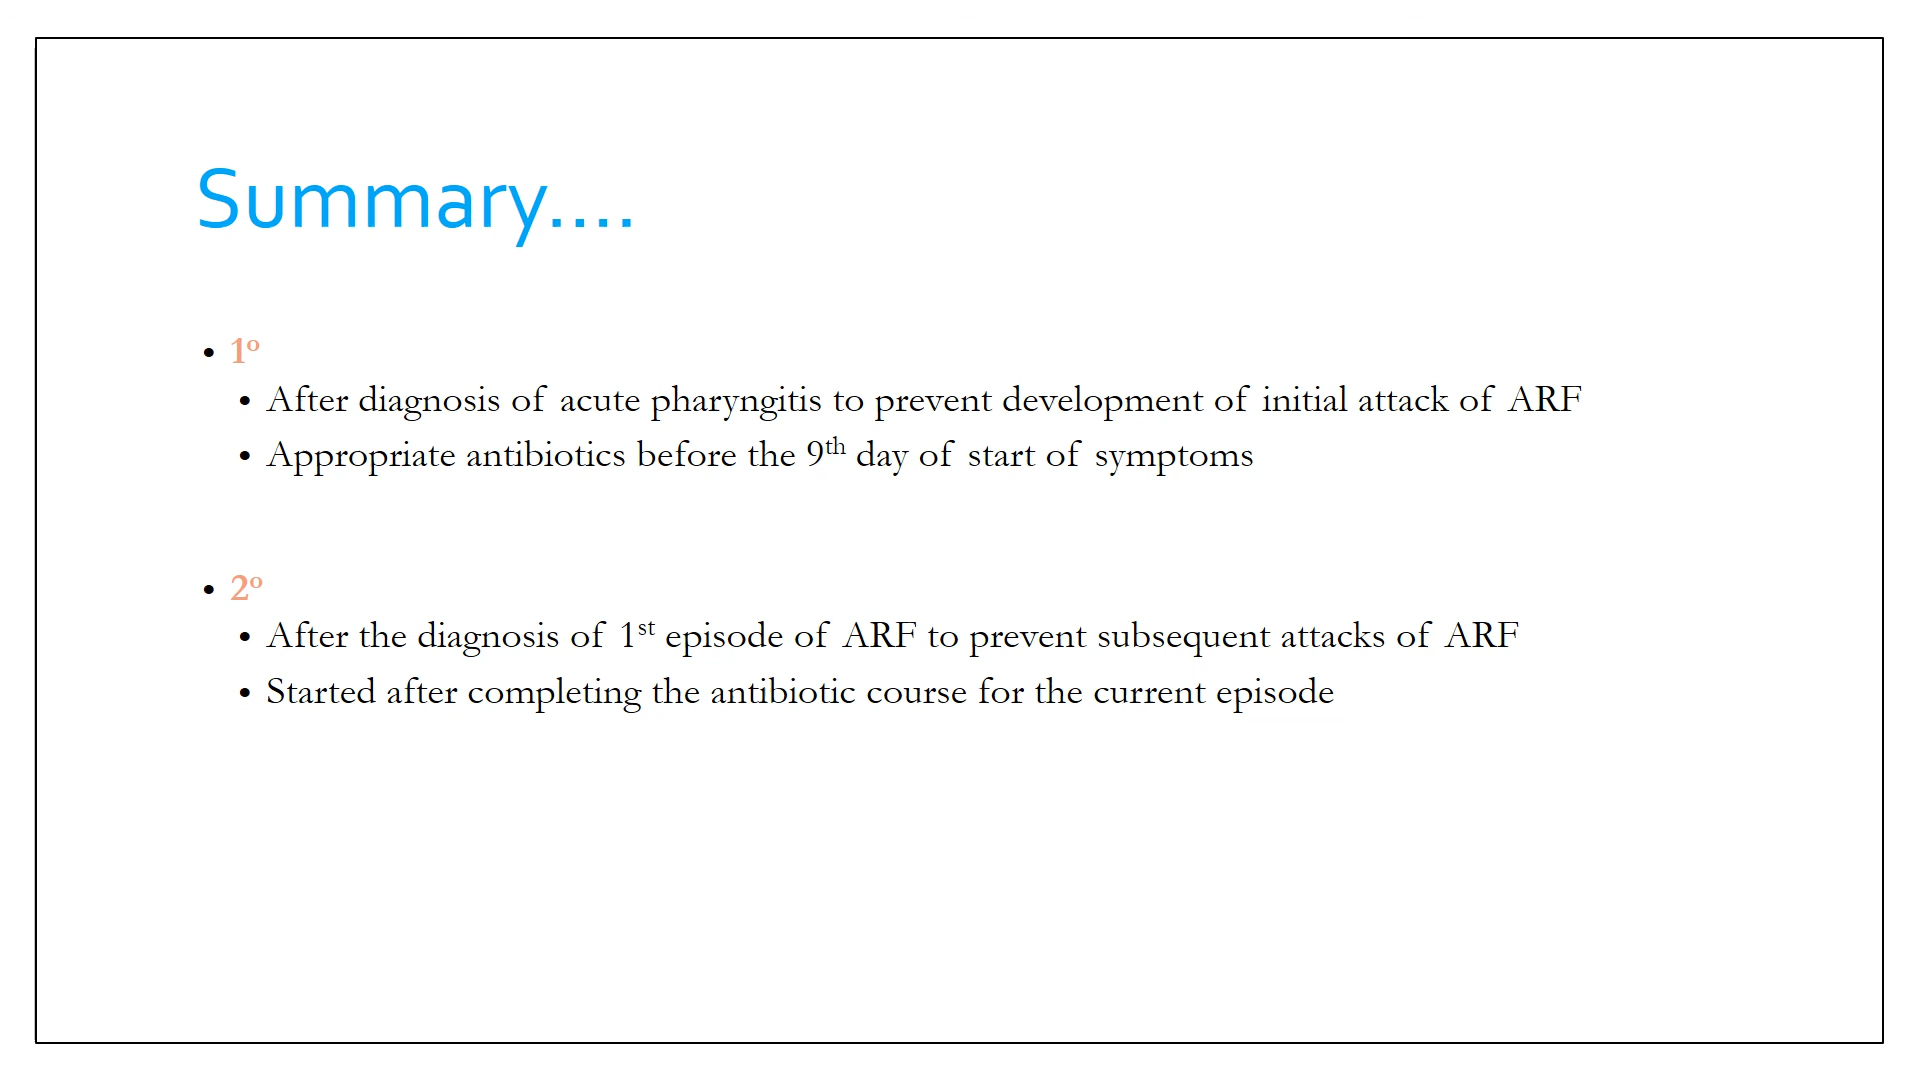 Summary....
• 1º
• After diagnosis of acute pharyngitis to prevent development of initial attack of ARF
• Appropriate antibiotics before the 9th day of start of symptoms
• 2º
• After the diagnosis of 1st episode of ARF to prevent subsequent attacks of ARF
• Started after completing the antibiotic course for the current episode